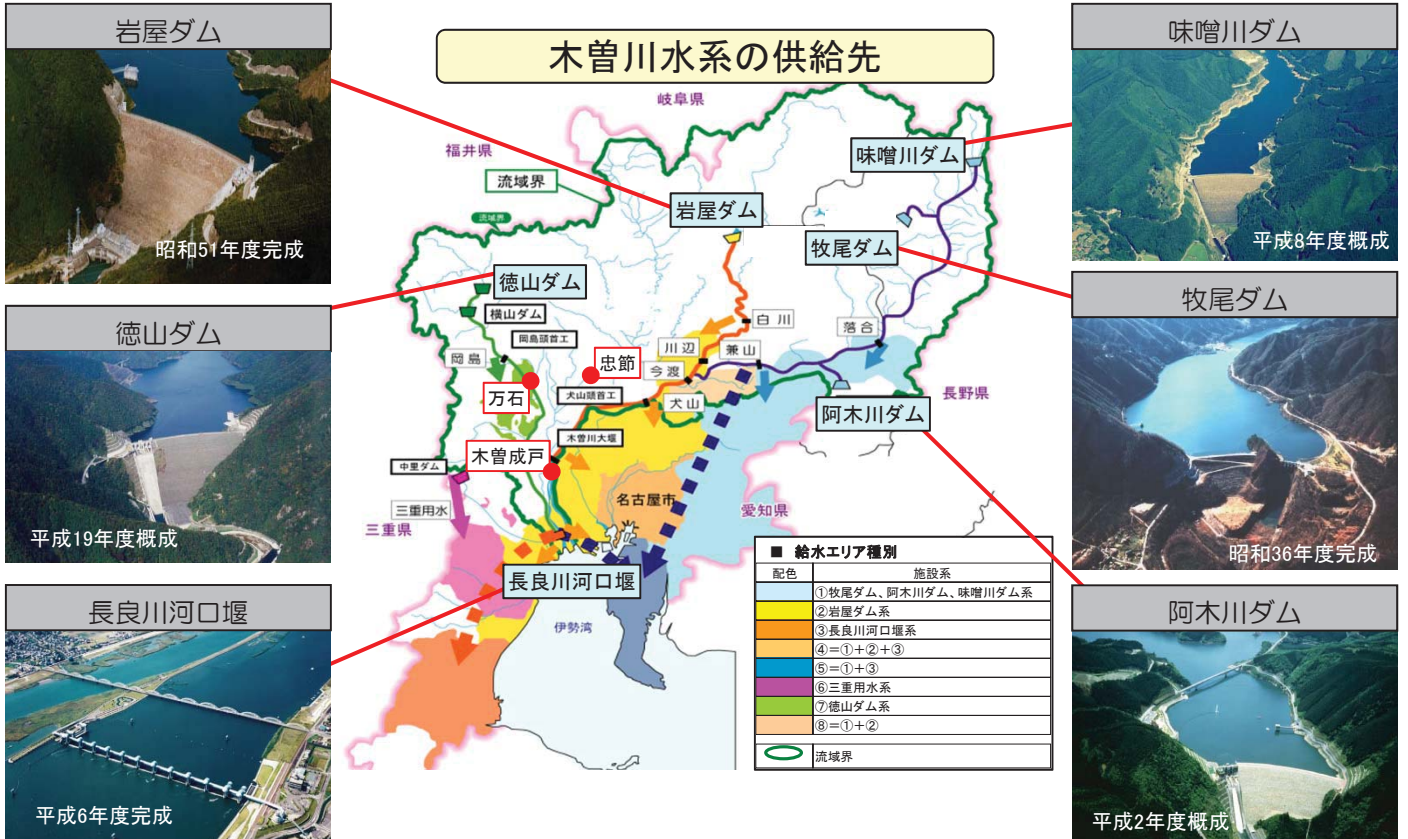 木曽川水系の供給先
岩屋ダム
昭和51年度完成
徳山ダム
平成19年度概成
長良川河口堰
平成6年度完成
味噌川ダム
平成8年度概成
牧尾ダム
昭和36年度完成
阿木川ダム
平成2年度概成
岐阜県
福井県
流域界
流域界
味噌川ダム
岩屋ダム
牧尾ダム
徳山ダム
横山ダム
岡島頭首工
岡島
忠節
万石
白川
川辺
兼山
落合
今渡
犬山頭首工
犬山
長野県
阿木川ダム
木曽川大堰
木曽成戸
中里ダム
三重用水
三重県
名古屋市
愛知県
長良川河口堰
伊勢湾
■ 給水エリア種別
配色 施設系
①牧尾ダム、阿木川ダム、味噌川ダム系
②岩屋ダム系
③長良川河口堰系
④=①+②+③
⑤=①+③
⑥三重用水系
⑦徳山ダム系
⑧=①+②
流域界